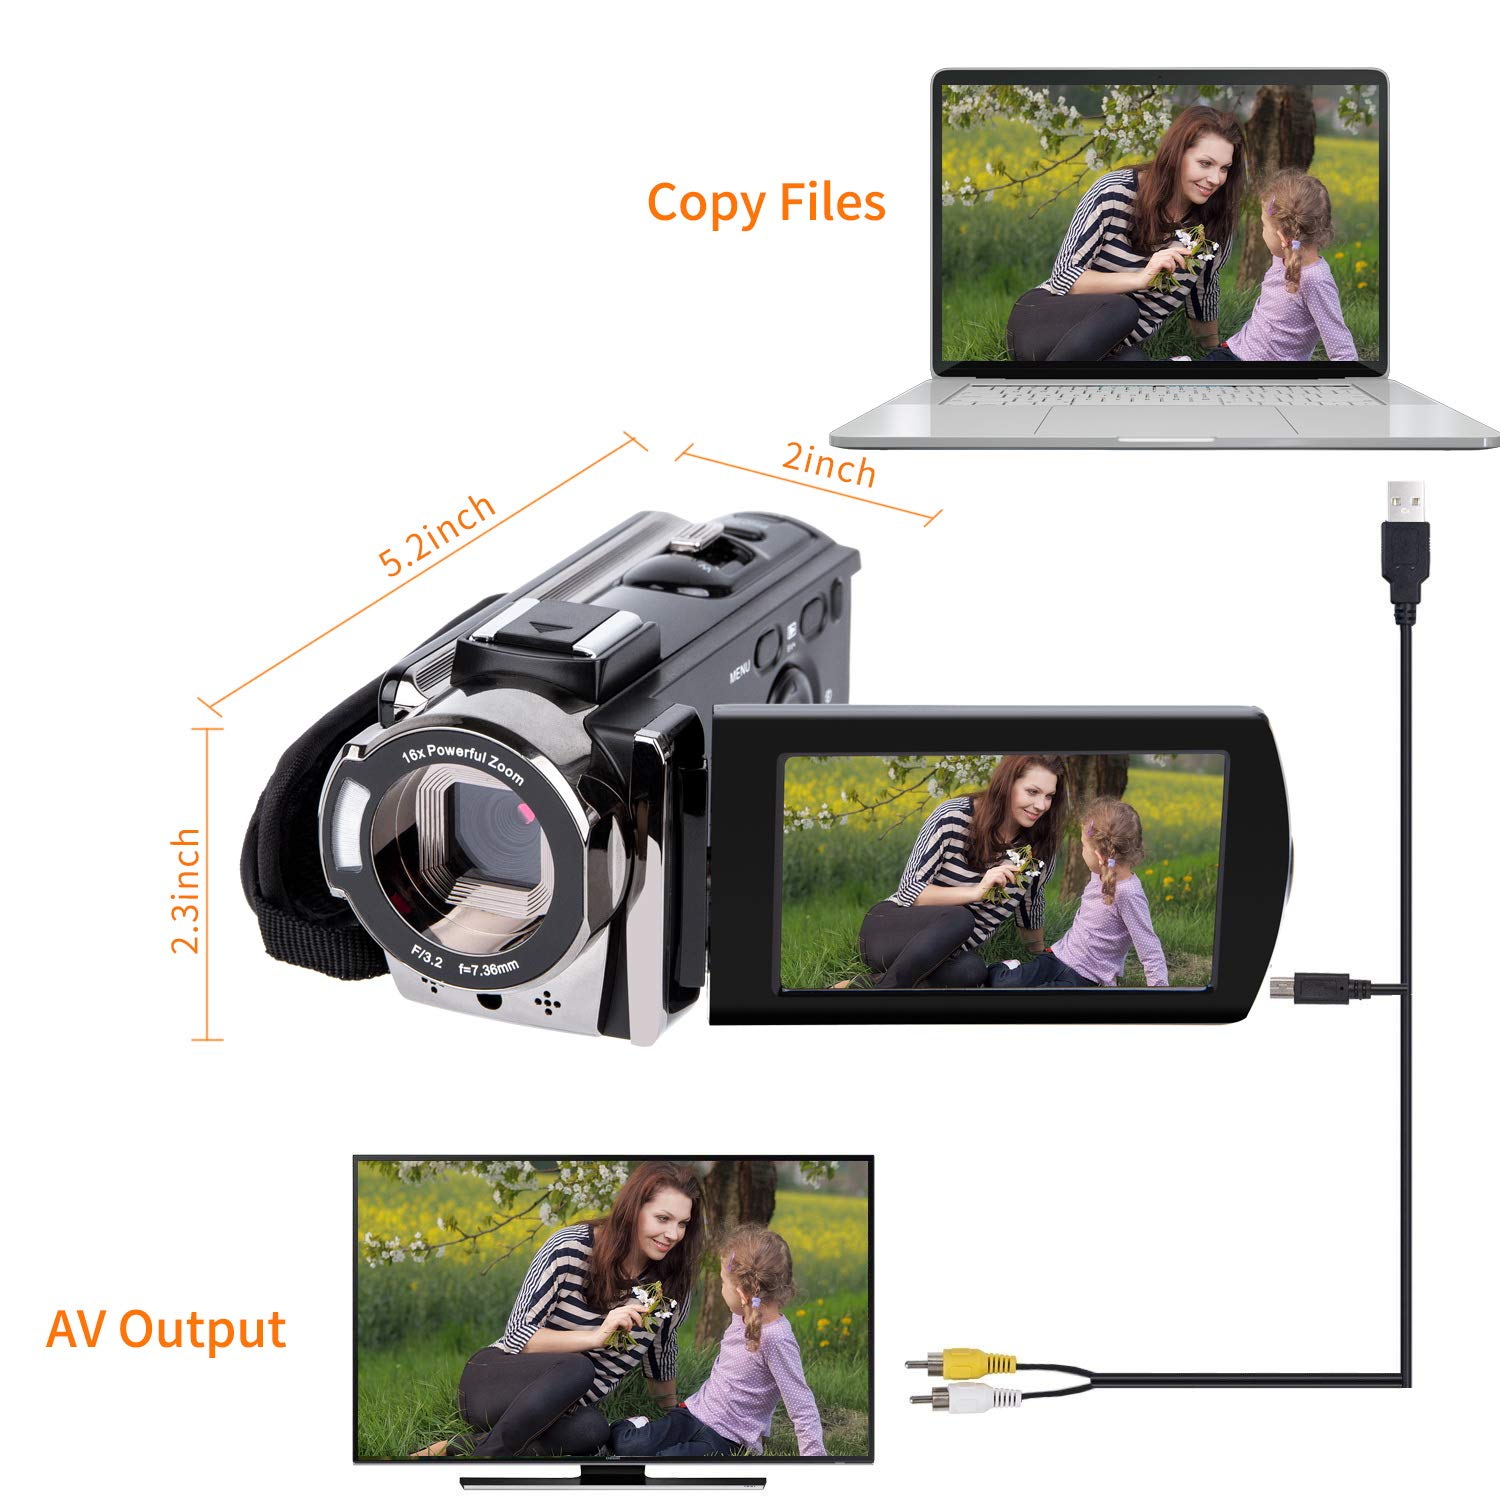 Copy Files
2inch
5.2inch
2.3inch
MENU
16x Powerful Zoom
F/3.2 f=7.36mm
AV Output